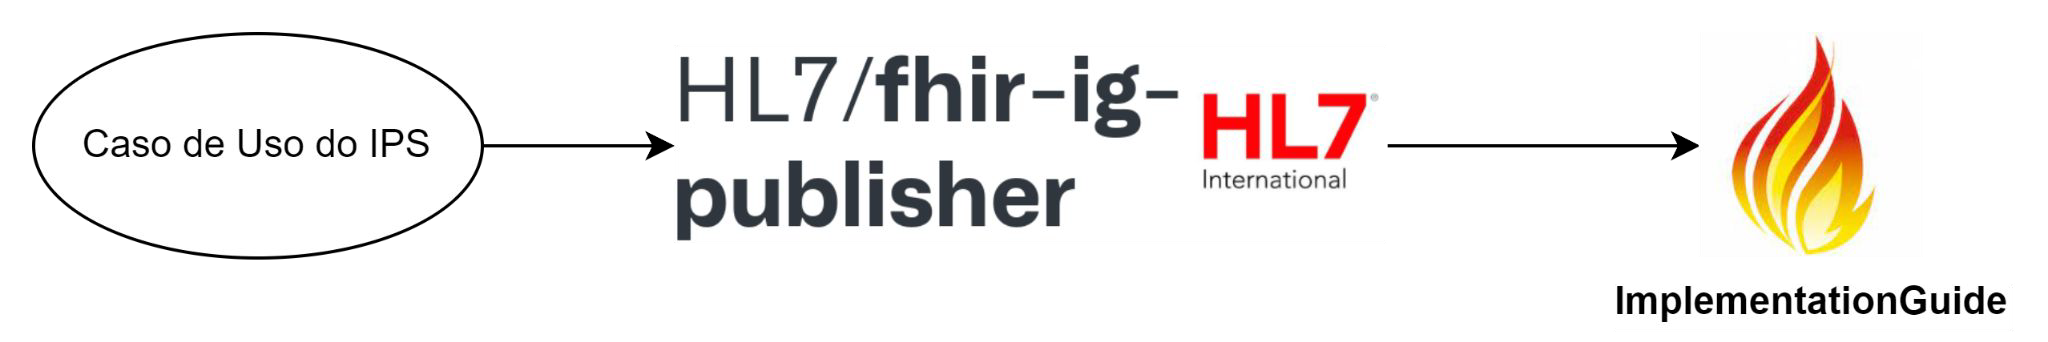 Caso de Uso do IPS
HL7/fhir-ig-
publisher
HL7®
International
ImplementationGuide